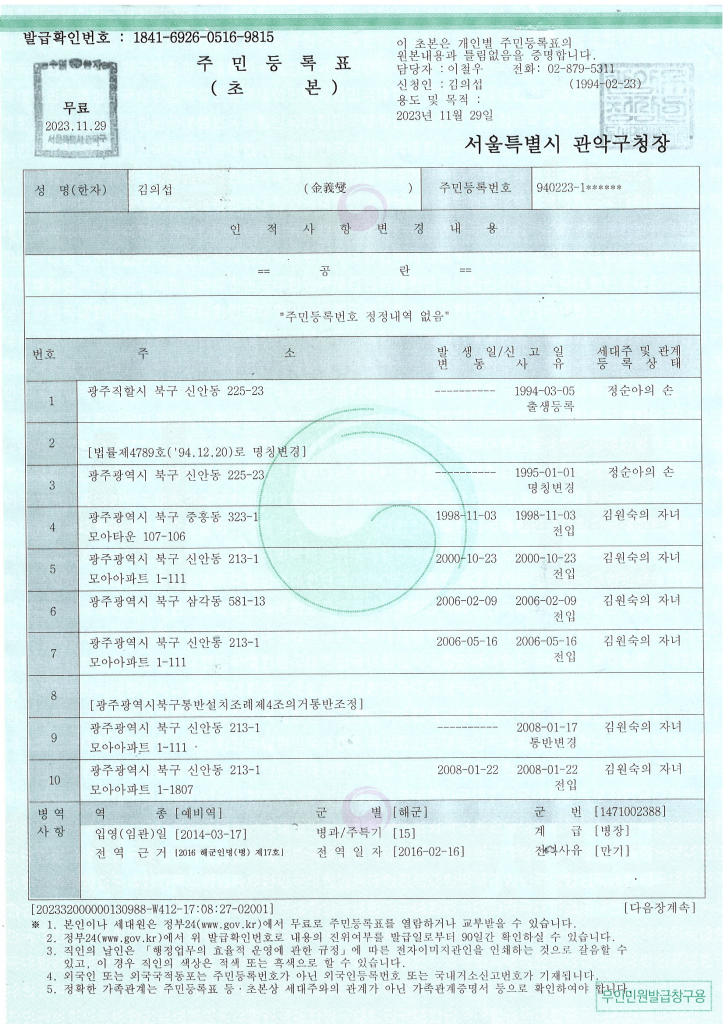 발급확인번호 : 1841-6926-0516-9815
주 민 등 록 표
( 초 본 )
이 초본은 개인별 주민등록표의
원본내용과 틀림없음을 증명합니다.
담당자 : 이철우 전화: 02-879-5311
신청인 : 김의섭 (1994-02-23)
용도 및 목적 :
2023년 11월 29일
무료
2023.11.29
서울특별시 관악구
서울특별시 관악구청장
성 명(한자) 김의섭 (金義燮 ) 주민등록번호 940223-1******
인 적 사 항 변 경 내 용
== 공 란 ==
"주민등록번호 정정내역 없음"
번호 주 소 발 생 일/신 고 일 세대주 및 관계
변 동 사 유 등 록 상 태
1 광주직할시 북구 신안동 225-23 ---------- 1994-03-05 정순아의 손
출생등록
2
[법률제4789호('94.12.20)로 명칭변경]
3 광주광역시 북구 신안동 225-23 ---------- 1995-01-01 정순아의 손
명칭변경
4 광주광역시 북구 중흥동 323-1 1998-11-03 1998-11-03 김원숙의 자녀
모아타운 107-106 전입
5 광주광역시 북구 신안동 213-1 2000-10-23 2000-10-23 김원숙의 자녀
모아아파트 1-111 전입
6 광주광역시 북구 삼각동 581-13 2006-02-09 2006-02-09 김원숙의 자녀
전입
7 광주광역시 북구 신안동 213-1 2006-05-16 2006-05-16 김원숙의 자녀
모아아파트 1-111 전입
8
[광주광역시북구통반설치조례제4조의거통반조정]
9 광주광역시 북구 신안동 213-1 ---------- 2008-01-17 김원숙의 자녀
모아아파트 1-111 통반변경
10 광주광역시 북구 신안동 213-1 2008-01-22 2008-01-22 김원숙의 자녀
모아아파트 1-1807 전입
병 역 역 종 [예비역] 군 별 [해군] 군 번 [1471002388]
사 항 입영(임관)일 [2014-03-17] 병과/주특기 [15] 계 급 [병장]
전 역 근 거 [2016 해군인명(병) 제17호] 전 역 일 자 [2016-02-16] 전역사유 [만기]
[202332000000130988-W412-17:08:27-02001] [다음장계속]
※ 1. 본인이나 세대원은 정부24(www.gov.kr)에서 무료로 주민등록표를 열람하거나 교부받을 수 있습니다.
2. 정부24(www.gov.kr)에서 위 발급확인번호로 내용의 진위여부를 발급일로부터 90일간 확인하실 수 있습니다.
3. 직인의 날인은 「행정업무의 효율적 운영에 관한 규정」에 따른 전자이미지관인을 인쇄하는 것으로 갈음할 수
있고, 이 경우 직인의 색상은 적색 또는 흑색으로 할 수 있습니다.
4. 외국인 또는 외국국적동포는 주민등록번호가 아닌 외국인등록번호 또는 국내거소신고번호가 기재됩니다.
5. 정확한 가족관계는 주민등록표 등·초본상 세대주와의 관계가 아닌 가족관계증명서 등으로 확인하여야 합니다.
무인민원발급창구용